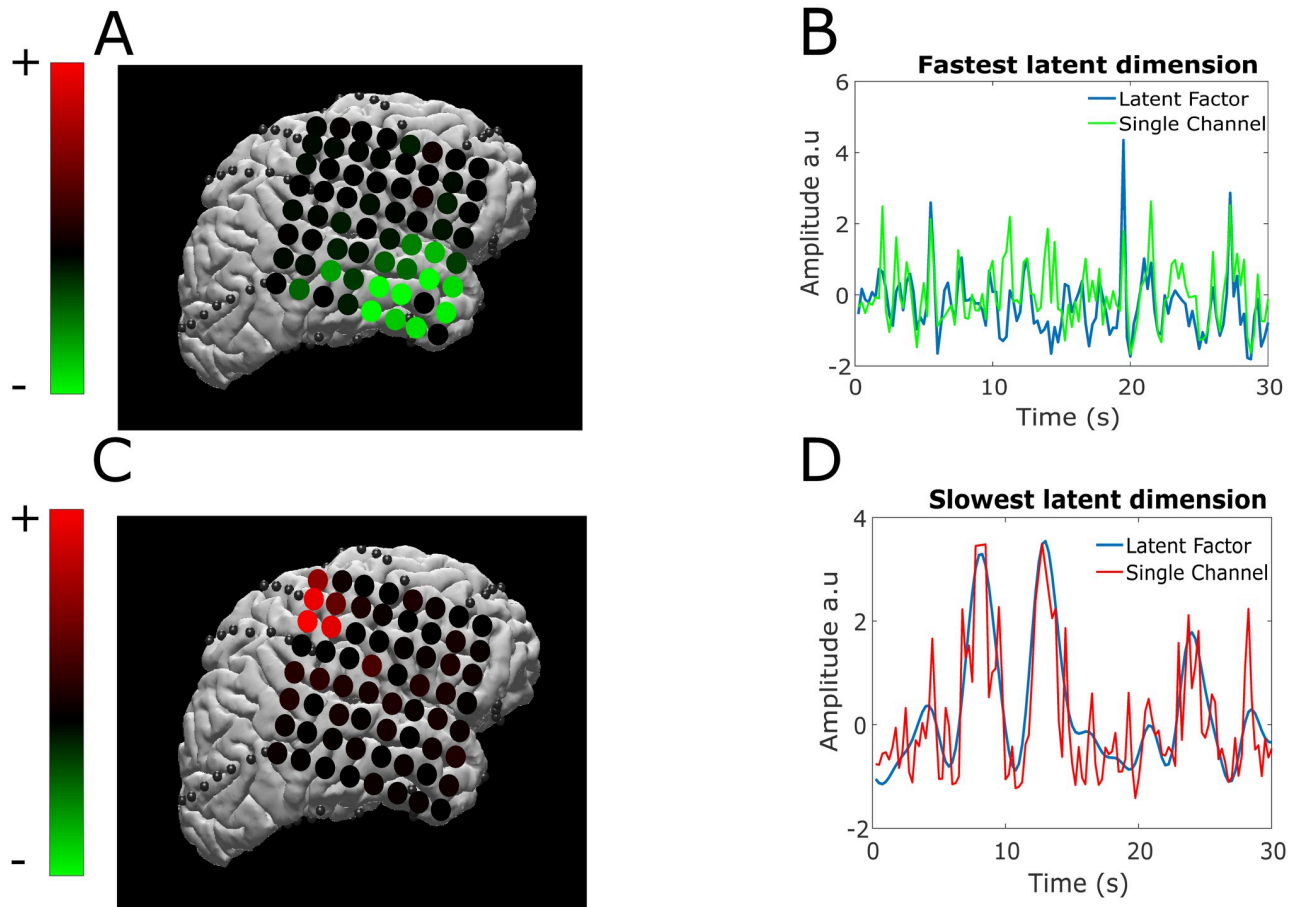 A
+
-
B
Fastest latent dimension
Latent Factor
Single Channel
6
4
2
0
-2
Amplitude a.u
0
10
20
30
Time (s)
C
+
-
D
Slowest latent dimension
Latent Factor
Single Channel
4
2
0
-2
Amplitude a.u
0
10
20
30
Time (s)